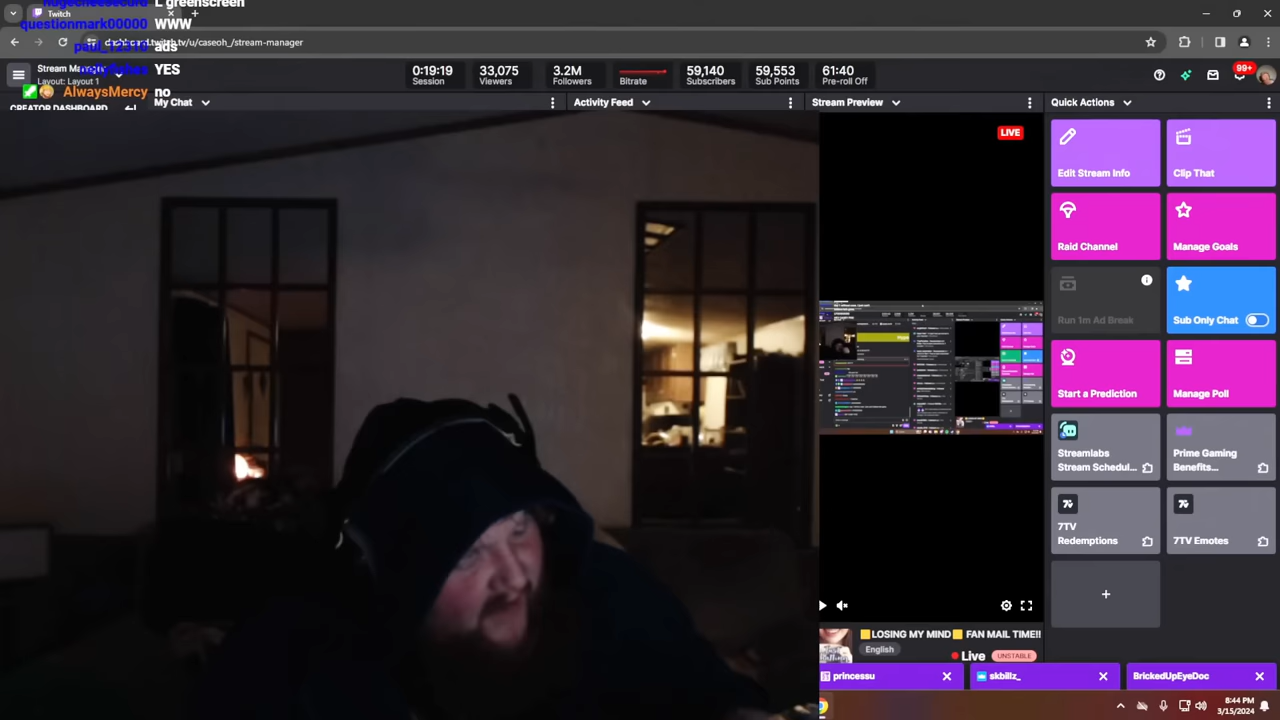 L greenscreen
Twitch
questionmark00000 WWW
paul_12310 ads
dashboard.twitch.tv/u/caseoh_/stream-manager
YES
AlwaysMercy no
Layout: Layout 1
CREATOR DASHBOARD
0:19:19
Session
33,075
Viewers
3.2M
Followers
Bitrate
59,140
Subscribers
59,553
Sub Points
61:40
Pre-roll Off
99+
My Chat
Activity Feed
Stream Preview
Quick Actions
LIVE
Edit Stream Info
Clip That
Raid Channel
Manage Goals
Run 1m Ad Break
Sub Only Chat
Start a Prediction
Manage Poll
Streamlabs
Stream Schedul...
Prime Gaming
Benefits...
7TV
Redemptions
7TV Emotes
LOSING MY MIND FAN MAIL TIME!!
English
Live
UNSTABLE
princessu
skbillz_
BrickedUpEyeDoc
8:44 PM
3/15/2024